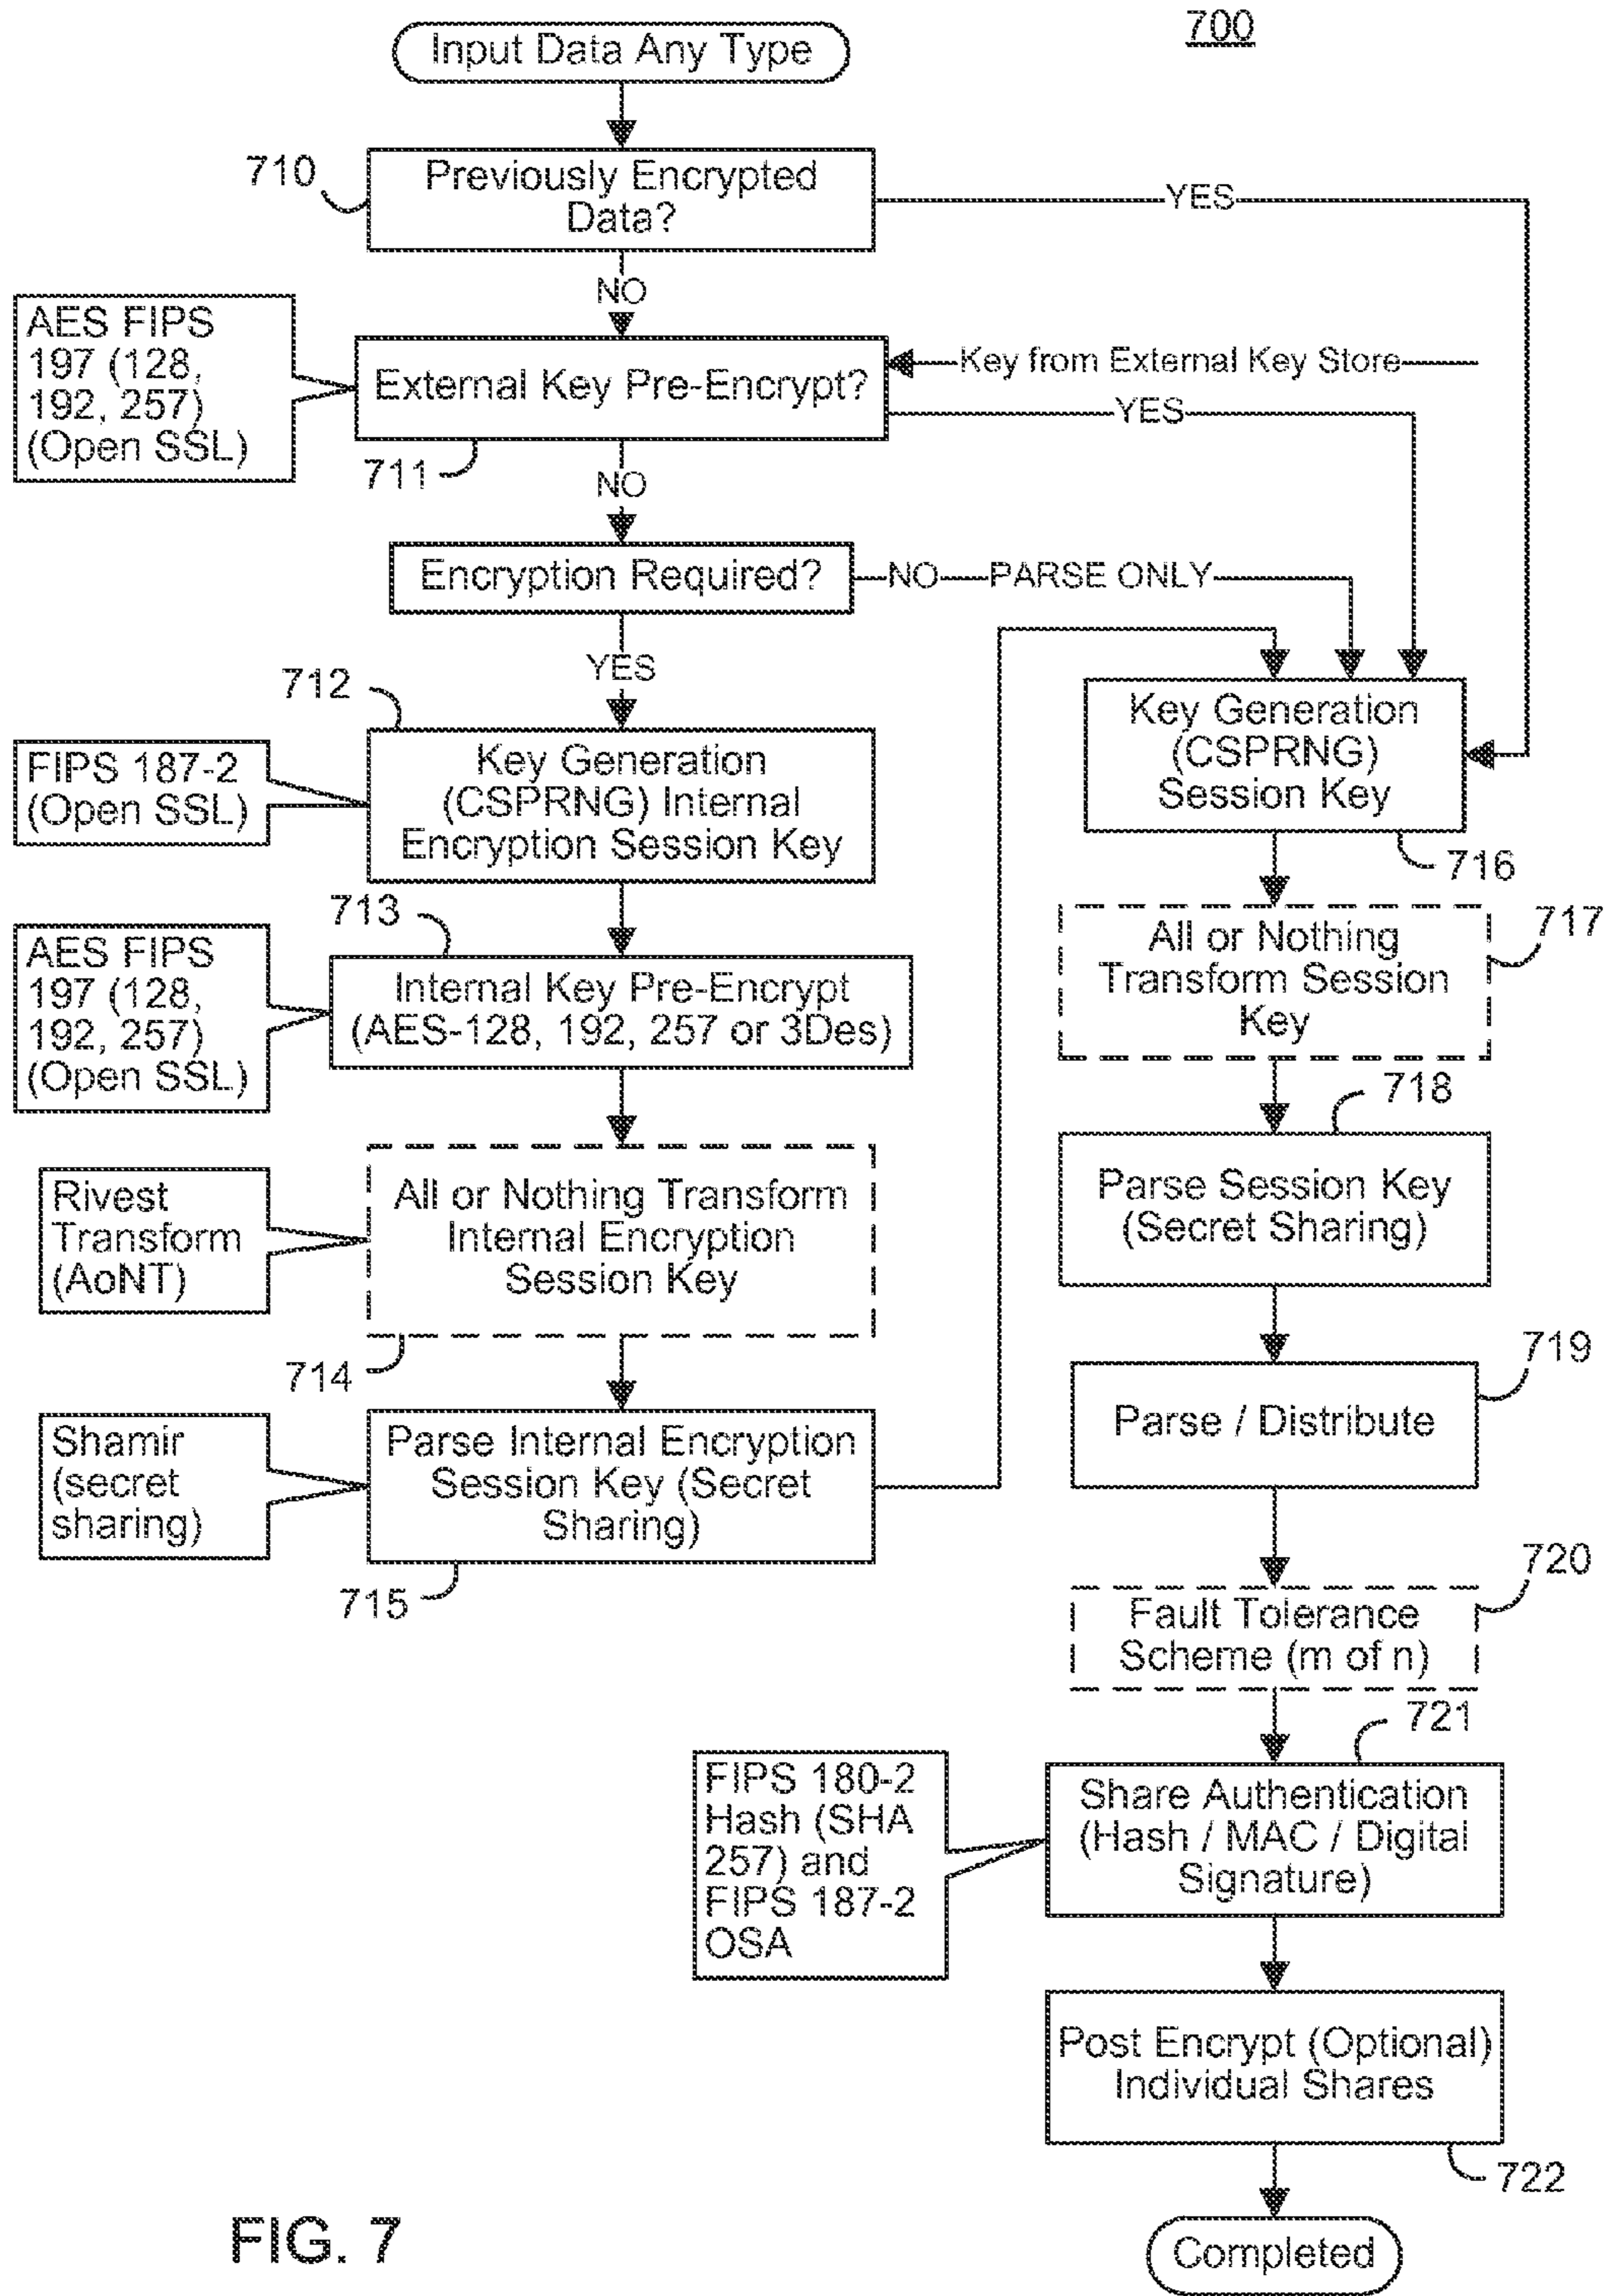 700
Input Data Any Type
710
Previously Encrypted
Data?
YES
NO
AES FIPS
197 (128,
192, 257)
(Open SSL)
External Key Pre-Encrypt?
Key from External Key Store
YES
711
NO
Encryption Required?
NO
PARSE ONLY
YES
712
FIPS 187-2
(Open SSL)
Key Generation
(CSPRNG) Internal
Encryption Session Key
Key Generation
(CSPRNG)
Session Key
716
713
AES FIPS
197 (128,
192, 257)
(Open SSL)
Internal Key Pre-Encrypt
(AES-128, 192, 257 or 3Des)
All or Nothing
Transform Session
Key
717
718
Rivest
Transform
(AoNT)
All or Nothing Transform
Internal Encryption
Session Key
714
Parse Session Key
(Secret Sharing)
719
Parse / Distribute
Shamir
(secret
sharing)
Parse Internal Encryption
Session Key (Secret
Sharing)
715
720
Fault Tolerance
Scheme (m of n)
721
FIPS 180-2
Hash (SHA
257) and
FIPS 187-2
OSA
Share Authentication
(Hash / MAC / Digital
Signature)
Post Encrypt (Optional)
Individual Shares
722
Completed
FIG. 7